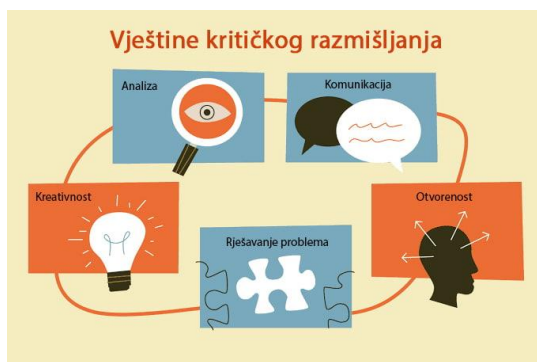 Vještine kritičkog razmišljanja
Analiza
Komunikacija
Kreativnost
Otvorenost
Rješavanje problema